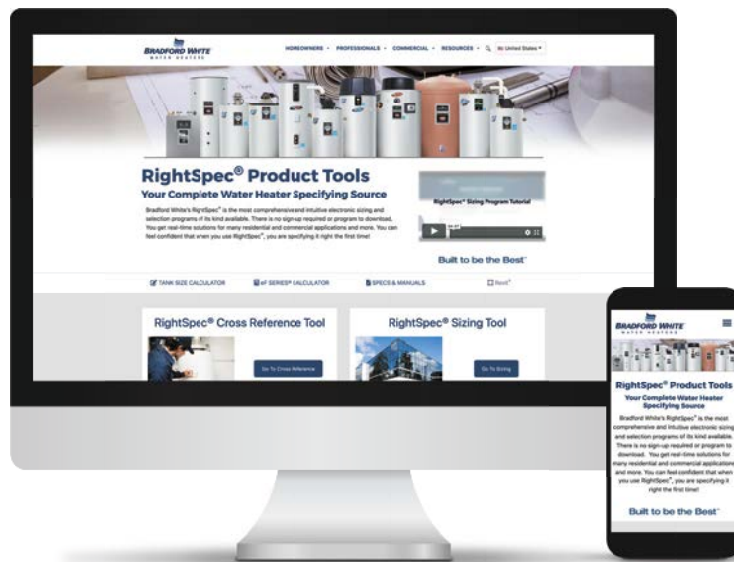 BRADFORD WHITE
WATER HEATERS
HOMEOWNERS
PROFESSIONALS
COMMERCIAL
RESOURCES
United States
RightSpec® Product Tools
Your Complete Water Heater Specifying Source
Bradford White's RightSpec® is the most comprehensive and intuitive electronic sizing and
selection programs of its kind available. There is no sign-up required or program to download.
You get real-time solutions for many residential and commercial applications and more. You can
feel confident that when you use RightSpec®, you are specifying it right the first time!
RightSpec® Sizing Program Tutorial
Built to be the Best™
TANK SIZE CALCULATOR
eF SERIES® CALCULATOR
SPECS & MANUALS
Revit®
RightSpec® Cross Reference Tool
Go To Cross Reference
RightSpec® Sizing Tool
Go To Sizing
BRADFORD WHITE
WATER HEATERS
RightSpec® Product Tools
Your Complete Water Heater
Specifying Source
Bradford White's RightSpec® is the most
comprehensive and intuitive electronic sizing
and selection programs of its kind available.
There is no sign-up required or program to
download. You get real-time solutions for
many residential and commercial applications
and more. You can feel confident that when
you use RightSpec®, you are specifying it
right the first time!
Built to be the Best™